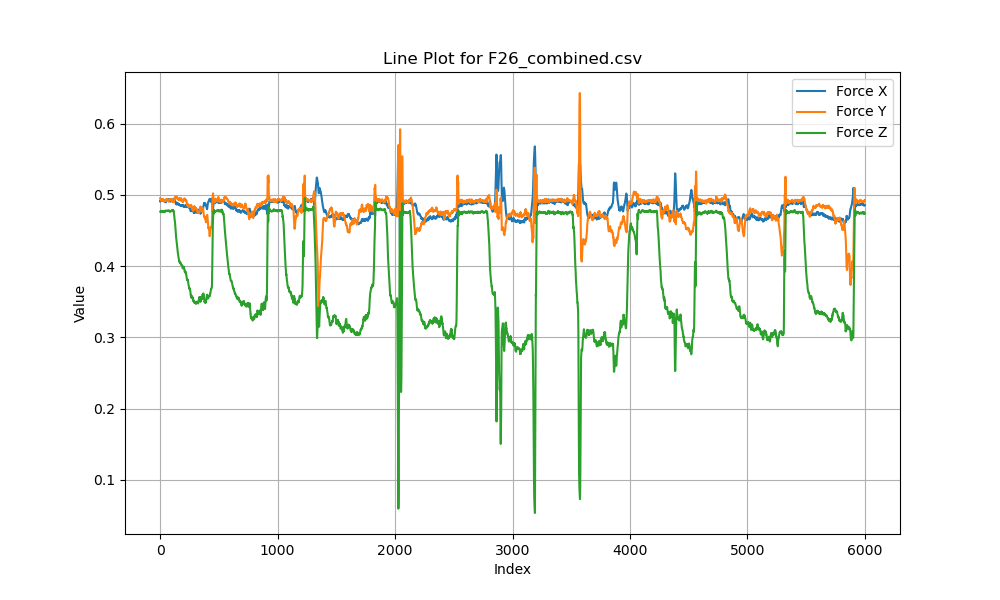 Line Plot for F26_combined.csv
Force X
Force Y
Force Z
Value
0.6
0.5
0.4
0.3
0.2
0.1
0 1000 2000 3000 4000 5000 6000
Index